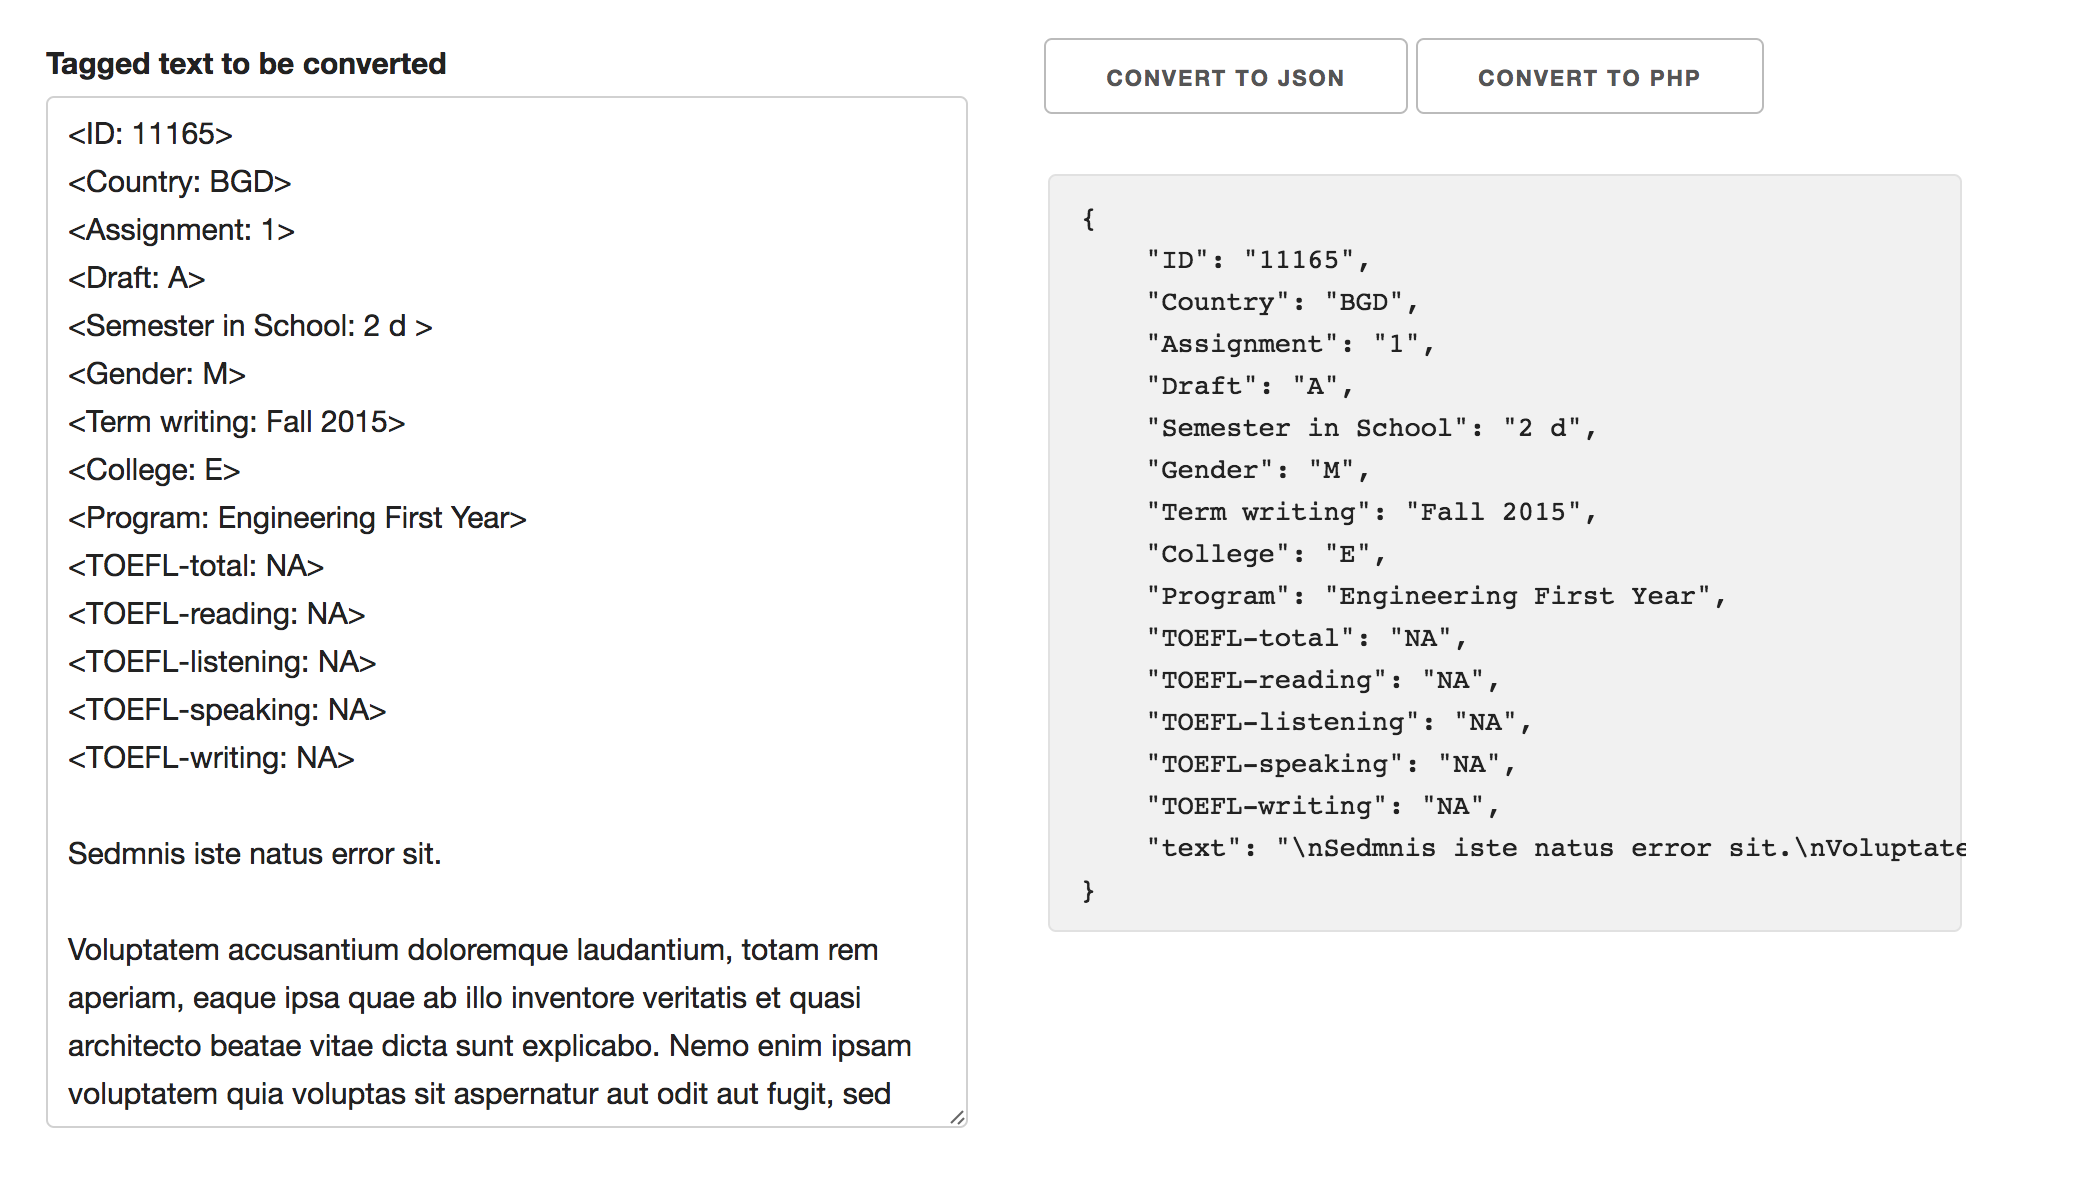 Tagged text to be converted
<ID: 11165>
<Country: BGD>
<Assignment: 1>
<Draft: A>
<Semester in School: 2 d >
<Gender: M>
<Term writing: Fall 2015>
<College: E>
<Program: Engineering First Year>
<TOEFL-total: NA>
<TOEFL-reading: NA>
<TOEFL-listening: NA>
<TOEFL-speaking: NA>
<TOEFL-writing: NA>
Sedmnis iste natus error sit.
Voluptatem accusantium doloremque laudantium, totam rem
aperiam, eaque ipsa quae ab illo inventore veritatis et quasi
architecto beatae vitae dicta sunt explicabo. Nemo enim ipsam
voluptatem quia voluptas sit aspernatur aut odit aut fugit, sed
CONVERT TO JSON
CONVERT TO PHP
{
"ID": "11165",
"Country": "BGD",
"Assignment": "1",
"Draft": "A",
"Semester in School": "2 d",
"Gender": "M",
"Term writing": "Fall 2015",
"College": "E",
"Program": "Engineering First Year",
"TOEFL-total": "NA",
"TOEFL-reading": "NA",
"TOEFL-listening": "NA",
"TOEFL-speaking": "NA",
"TOEFL-writing": "NA",
"text": "\nSedmnis iste natus error sit.\nVoluptate
}